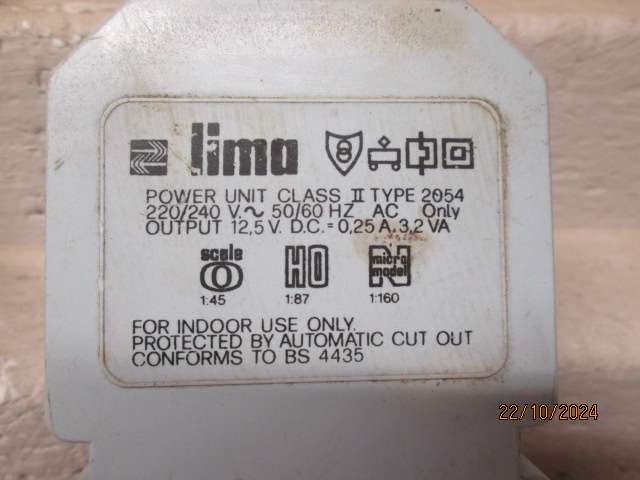 lima
POWER UNIT CLASS II TYPE 2054
220/240 V.~ 50/60 HZ AC Only
OUTPUT 12,5 V. D.C.= 0,25 A. 3,2 VA
scale
O
1:45
HO
1:87
N
micro
model
1:160
FOR INDOOR USE ONLY.
PROTECTED BY AUTOMATIC CUT OUT
CONFORMS TO BS 4435
22/10/2024